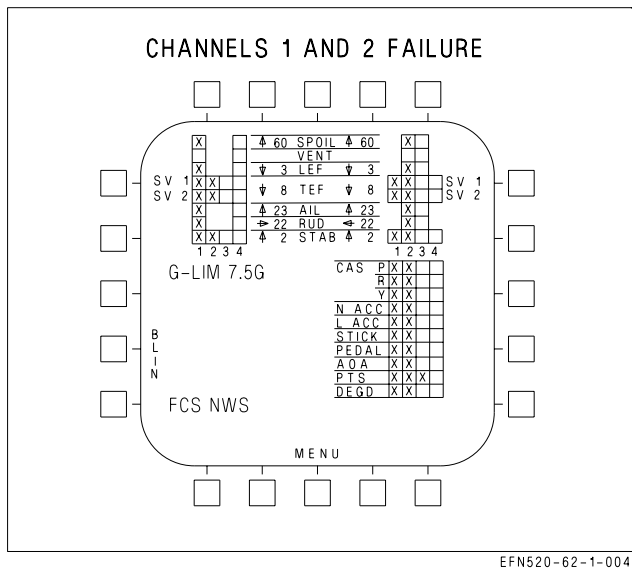 CHANNELS 1 AND 2 FAILURE
X 60 SPOIL 60 X
VENT
X 3 LEF 3 X
SV 1 X X 8 TEF 8 X X SV 1
SV 2 X X X X SV 2
X 23 AIL 23 X
X 22 RUD 22 X
X X 2 STAB 2 X X
1 2 3 4 1 2 3 4
G-LIM 7.5G
CAS P X X
R X X
Y X X
N ACC X X
L ACC X X
STICK X X
PEDAL X X
AOA X X
PTS X X X
DEGD X X
BLIN
FCS NWS
MENU
EFN520-62-1-004